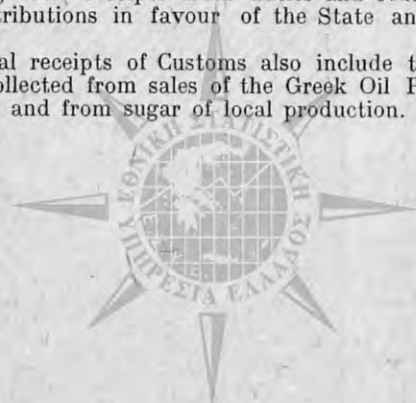 tributions in favour of the State an
al receipts of Customs also include t
ollected from sales of the Greek Oil
and from sugar of local production.
ΕΘΝΙΚΗ ΣΤΑΤΙΣΤΙΚΗ
ΥΠΗΡΕΣΙΑ ΕΛΛΑΔΟΣ